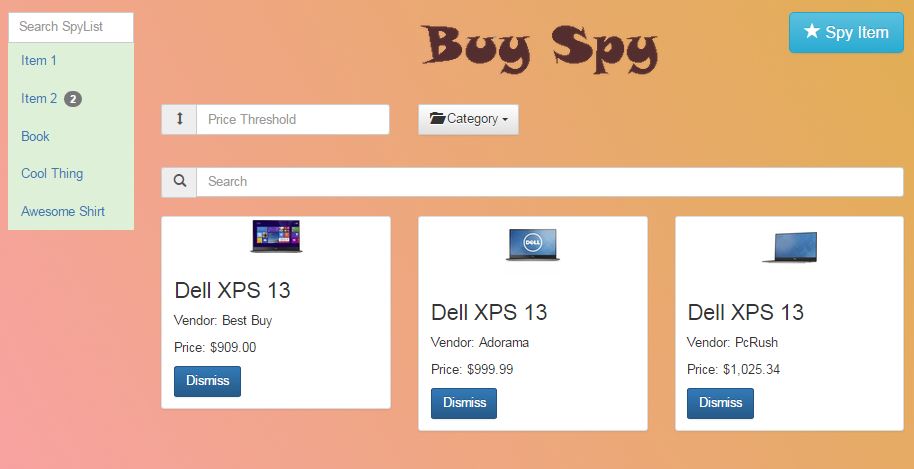 Search SpyList
Item 1
Item 2 2
Book
Cool Thing
Awesome Shirt
Buy Spy
Spy Item
Price Threshold
Category
Search
Dell XPS 13
Vendor: Best Buy
Price: $909.00
Dismiss
DELL
Dell XPS 13
Vendor: Adorama
Price: $999.99
Dismiss
Dell XPS 13
Vendor: PcRush
Price: $1,025.34
Dismiss